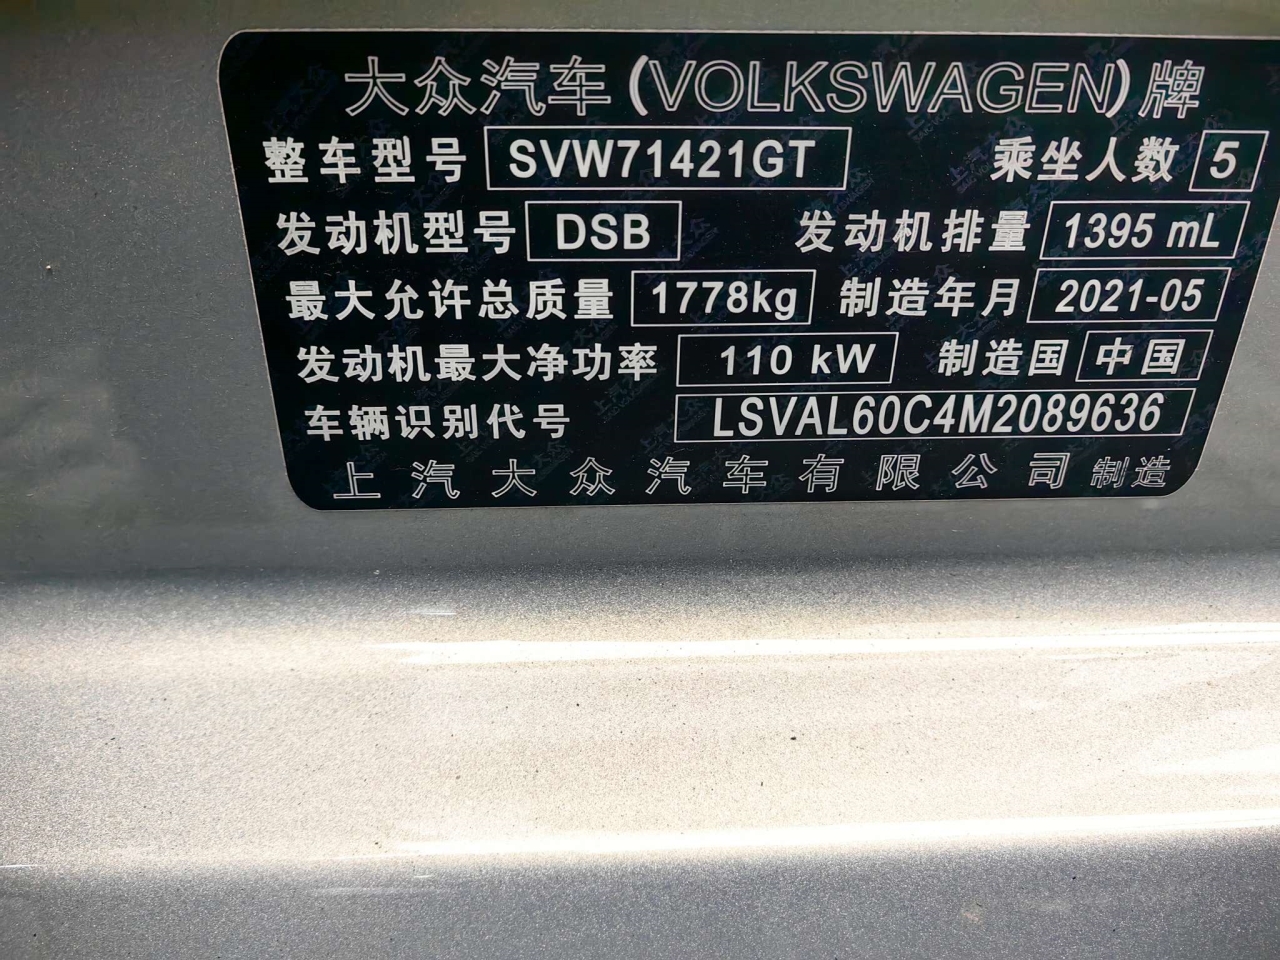 大众汽车(VOLKSWAGEN)牌
整车型号 SVW71421GT 乘坐人数 5
发动机型号 DSB 发动机排量 1395 mL
最大允许总质量 1778kg 制造年月 2021-05
发动机最大净功率 110 kW 制造国 中国
车辆识别代号 LSVAL60C4M2089636
上汽大众汽车有限公司制造